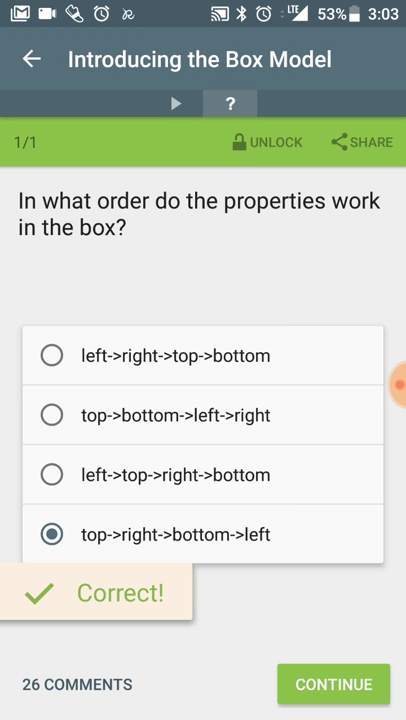 LTE 53% 3:03
Introducing the Box Model
?
1/1 UNLOCK SHARE
In what order do the properties work
in the box?
left->right->top->bottom
top->bottom->left->right
left->top->right->bottom
top->right->bottom->left
Correct!
26 COMMENTS CONTINUE